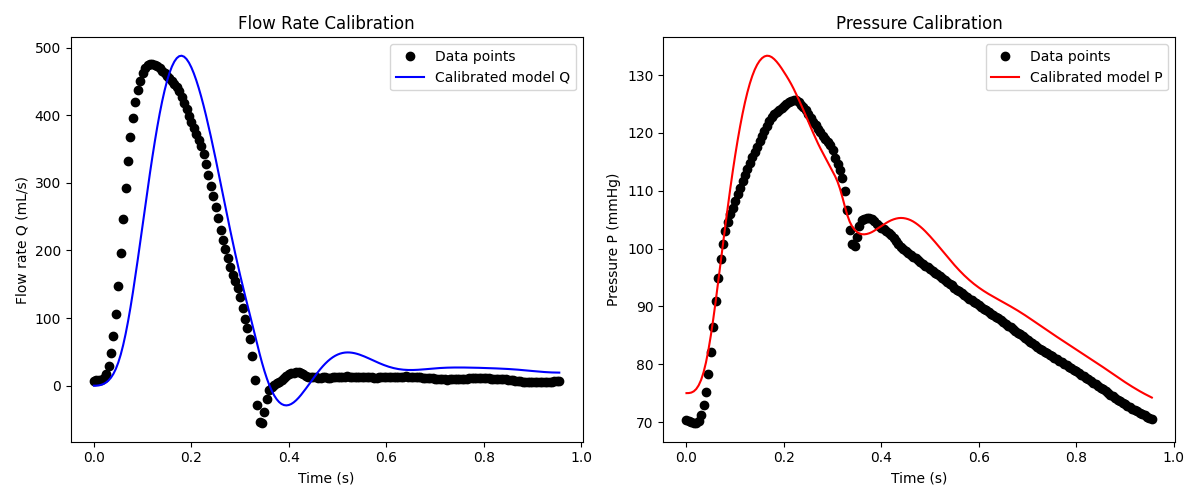 Flow Rate Calibration
Flow rate Q (mL/s)
500
400
300
200
100
0
Data points
Calibrated model Q
0.0 0.2 0.4 0.6 0.8 1.0
Time (s)
Pressure Calibration
Pressure P (mmHg)
130
120
110
100
90
80
70
Data points
Calibrated model P
0.0 0.2 0.4 0.6 0.8 1.0
Time (s)